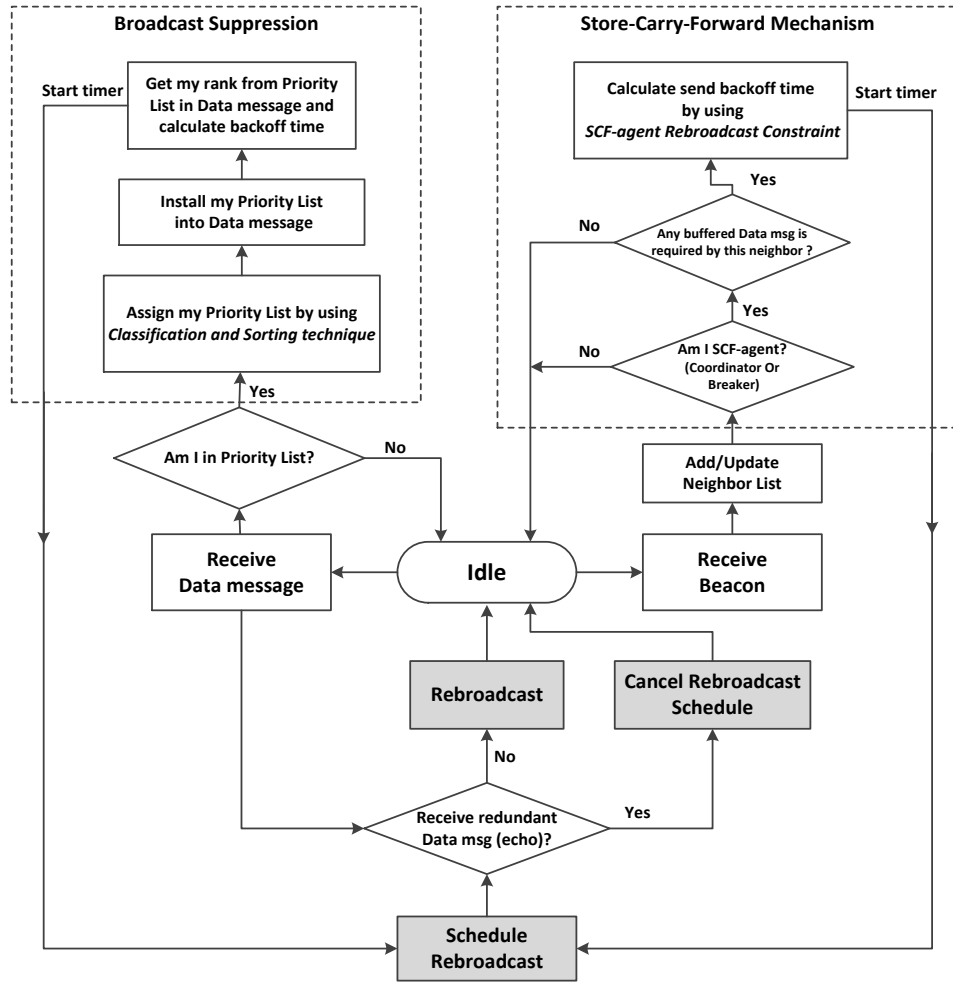 Broadcast Suppression
Store-Carry-Forward Mechanism
Start timer
Get my rank from Priority
List in Data message and
calculate backoff time
Calculate send backoff time
by using
SCF-agent Rebroadcast Constraint
Start timer
Yes
Install my Priority List
into Data message
No
Any buffered Data msg is
required by this neighbor ?
Yes
Assign my Priority List by using
Classification and Sorting technique
No
Am I SCF-agent?
(Coordinator Or
Breaker)
Yes
Am I in Priority List?
No
Add/Update
Neighbor List
Receive
Data message
Idle
Receive
Beacon
Rebroadcast
Cancel Rebroadcast
Schedule
No
Receive redundant
Data msg (echo)?
Yes
Schedule
Rebroadcast